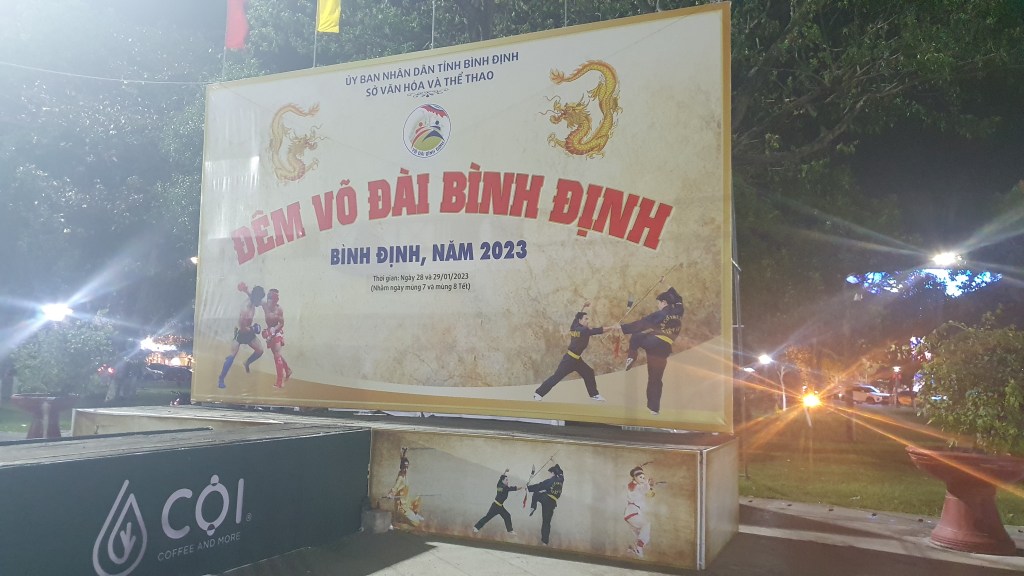 ỦY BAN NHÂN DÂN TỈNH BÌNH ĐỊNH
SỞ VĂN HÓA VÀ THỂ THAO
ĐÊM VÕ ĐÀI BÌNH ĐỊNH
BÌNH ĐỊNH, NĂM 2023
Thời gian: Ngày 28 và 29/01/2023
(Nhằm ngày mùng 7 và mùng 8 Tết)
CỘI®
COFFEE AND MORE